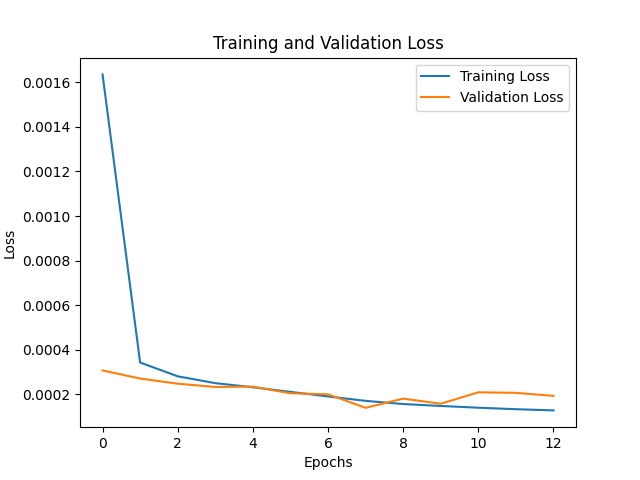 Training and Validation Loss
Training Loss
Validation Loss
0.0016
0.0014
0.0012
0.0010
0.0008
0.0006
0.0004
0.0002
Loss
0 2 4 6 8 10 12
Epochs